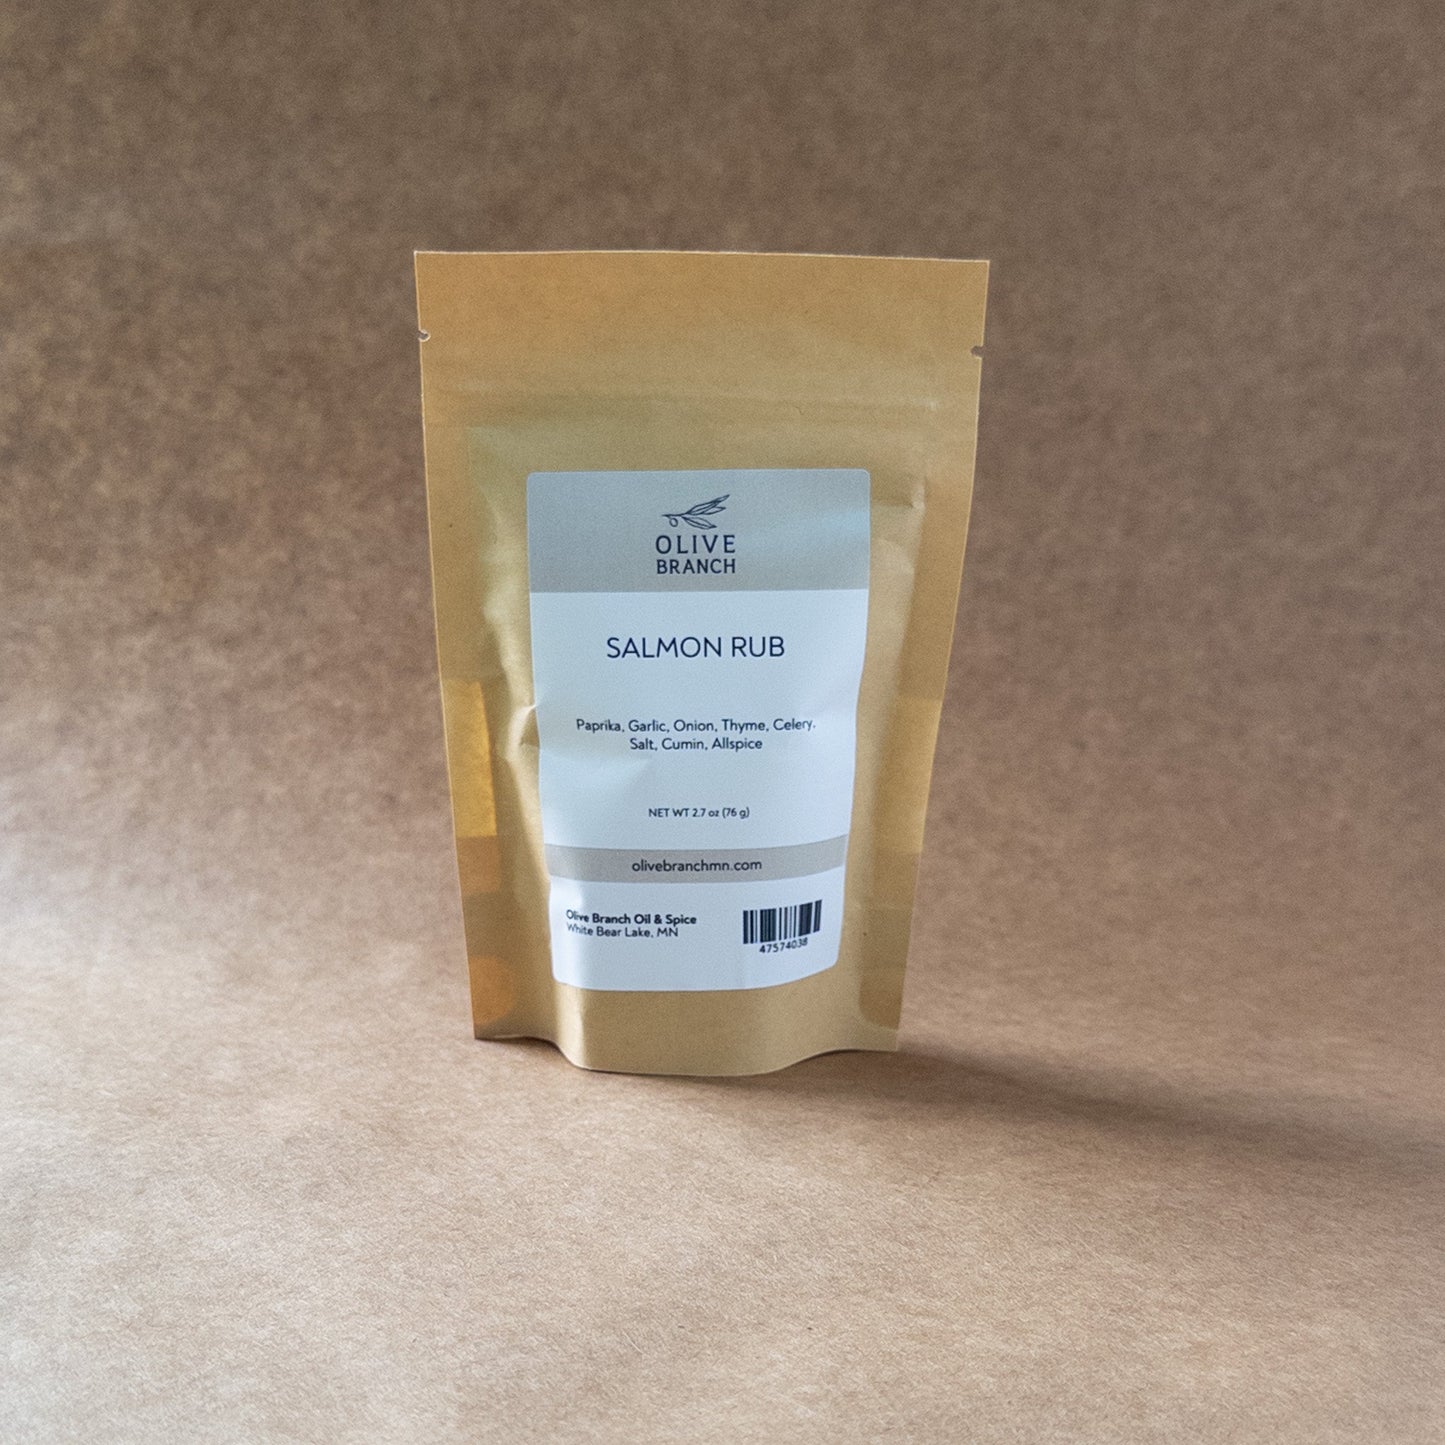 OLIVE
BRANCH
SALMON RUB
Paprika, Garlic, Onion, Thyme, Celery,
Salt, Cumin, Allspice
NET WT 2.7 oz (76 g)
olivebranchmn.com
Olive Branch Oil & Spice
White Bear Lake, MN
47574038